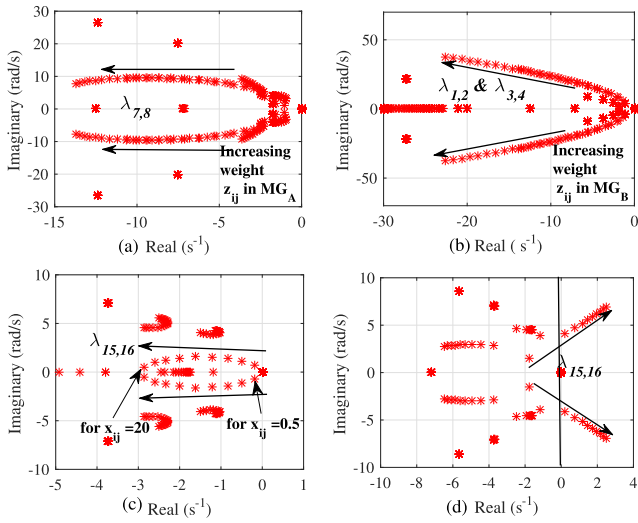 30
20
10
0
-10
-20
-30
Imaginary (rad/s)
λ7,8
Increasing
weight
zij in MGA
-15
-10
-5
0
(a) Real (s-1)
50
0
-50
Imaginary (rad/s)
λ1,2 & λ3,4
Increasing
weight
zij in MGB
-30
-20
-10
0
(b) Real ( s-1)
10
5
0
-5
-10
Imaginary (rad/s)
λ15,16
for xij =20
for xij =0.5
-5
-4
-3
-2
-1
0
1
(c) Real (s-1)
10
5
0
-5
-10
Imaginary (rad/s)
λ15,16
-10
-8
-6
-4
-2
0
2
4
(d) Real (s-1)